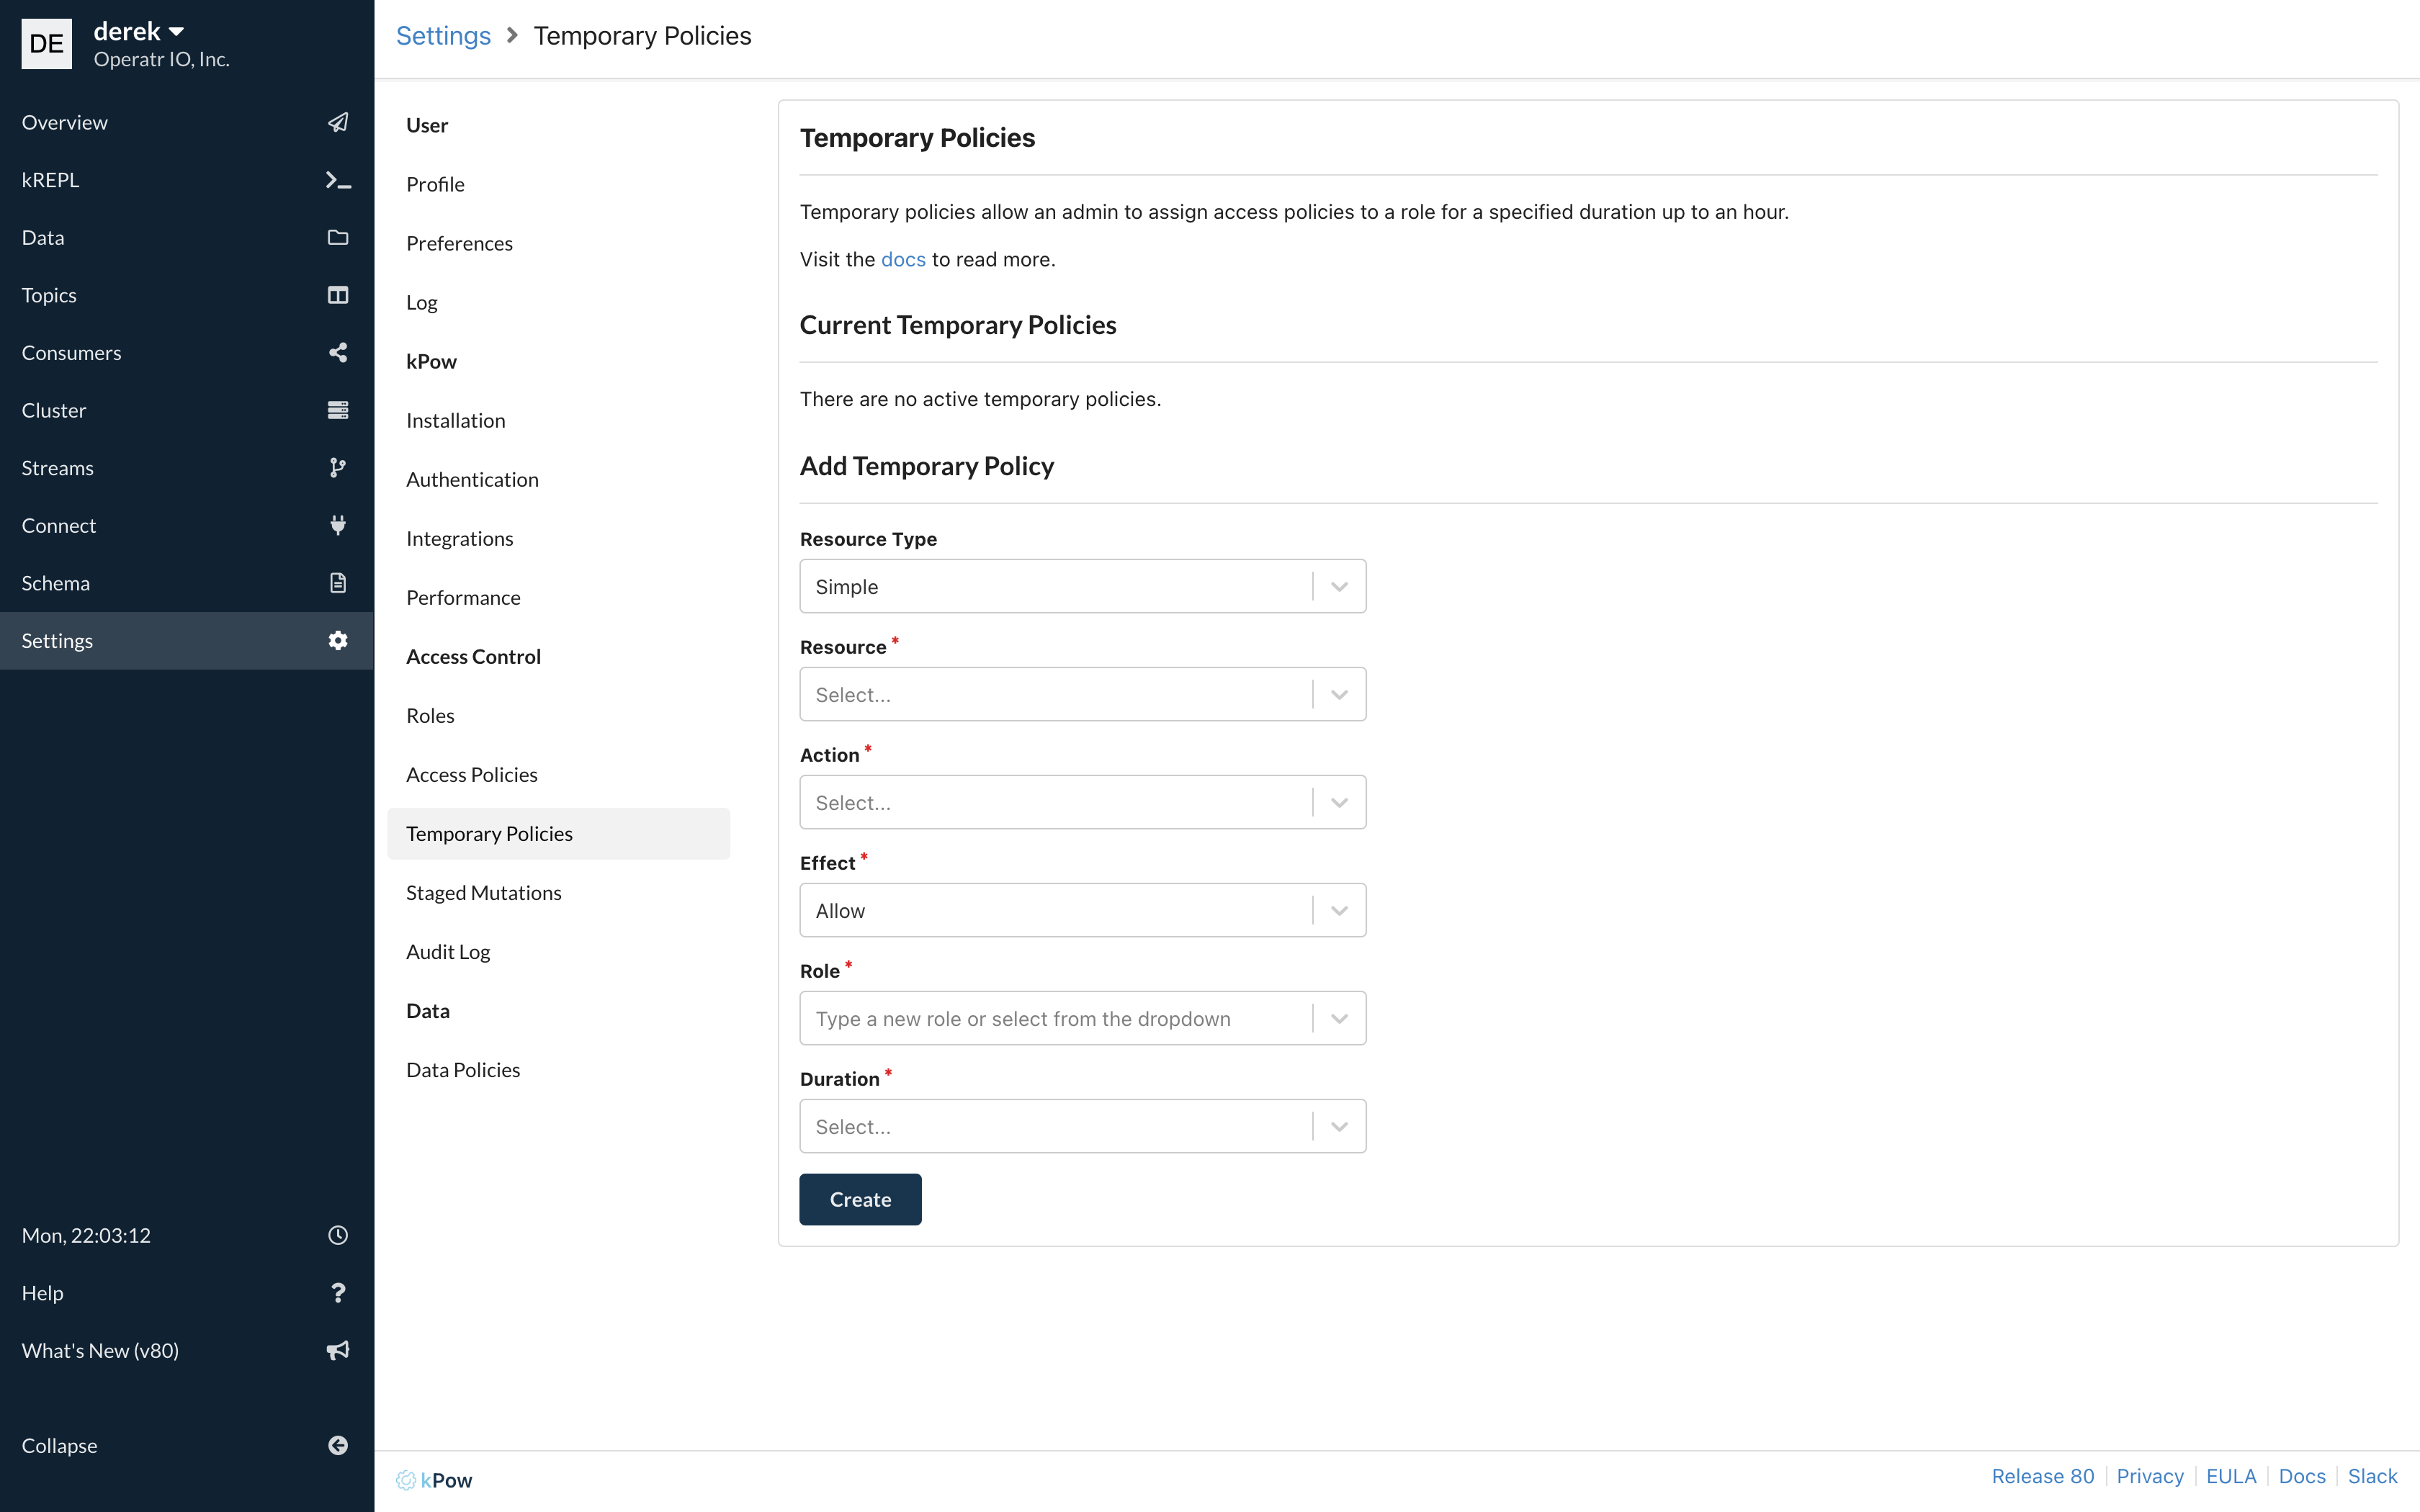 DE
derek
Operatr IO, Inc.
Overview
kREPL
Data
Topics
Consumers
Cluster
Streams
Connect
Schema
Settings
Mon, 22:03:12
Help
What's New (v80)
Collapse
Settings > Temporary Policies
User
Profile
Preferences
Log
kPow
Installation
Authentication
Integrations
Performance
Access Control
Roles
Access Policies
Temporary Policies
Staged Mutations
Audit Log
Data
Data Policies
Temporary Policies
Temporary policies allow an admin to assign access policies to a role for a specified duration up to an hour.
Visit the docs to read more.
Current Temporary Policies
There are no active temporary policies.
Add Temporary Policy
Resource Type
Simple
Resource *
Select...
Action *
Select...
Effect *
Allow
Role *
Type a new role or select from the dropdown
Duration *
Select...
Create
kPow
Release 80 | Privacy | EULA | Docs | Slack